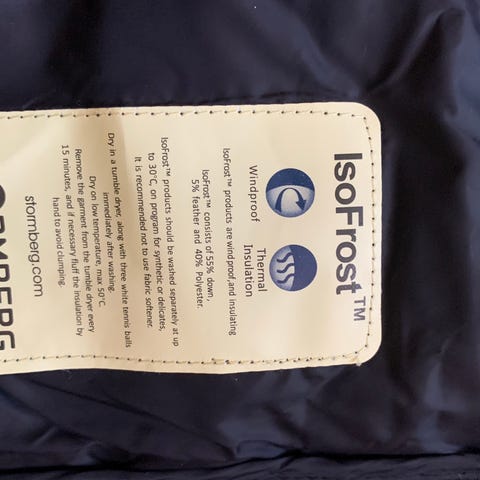 IsoFrost™
Windproof
Thermal
Insulation
IsoFrost™ products are windproof,and insulating
IsoFrost™ consists of 55% down,
5% feather and 40% Polyester.
IsoFrost™ products should be washed separately at up
to 30°C, on program for synthetic or delicates,
It is recommended not to use fabric softener.
Dry in a tumble dryer, along with three white tennis balls
immediately after washing.
Dry on low temperature, max 50°C.
Remove the garment from the tumble dryer every
15 minutes, and if necessary fluff the insulation by
hand to avoid clumping.
stormberg.com
ORMBERG